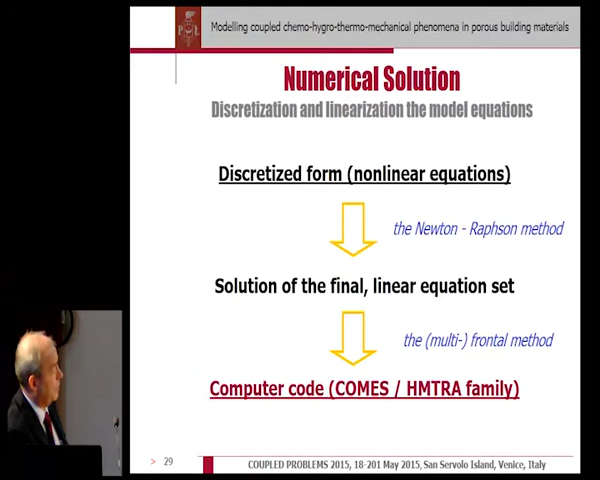 P Ł
Modelling coupled chemo-hygro-thermo-mechanical phenomena in porous building materials
Numerical Solution
Discretization and linearization the model equations
Discretized form (nonlinear equations)
the Newton - Raphson method
Solution of the final, linear equation set
the (multi-) frontal method
Computer code (COMES / HMTRA family)
> 29
COUPLED PROBLEMS 2015, 18-201 May 2015, San Servolo Island, Venice, Italy